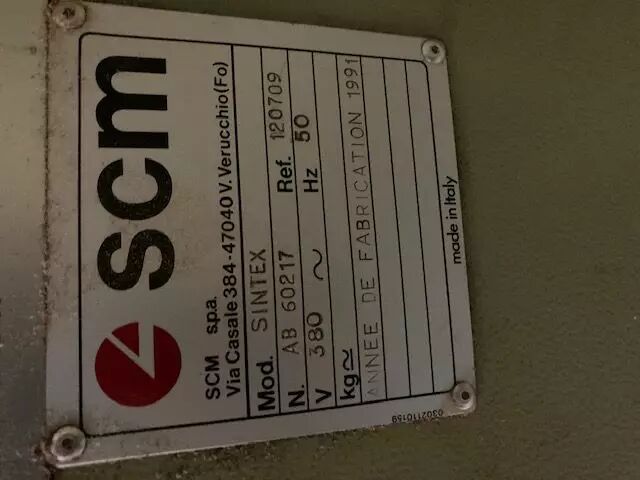 scm
SCM s.p.a.
Via Casale 384-47040 V. Verucchio (Fo)
Mod. SINTEX
N. AB 60217 Ref. 120709
V 380 ~ Hz 50
kg≃
ANNEE DE FABRICATION 1991
made in Italy
0302110159